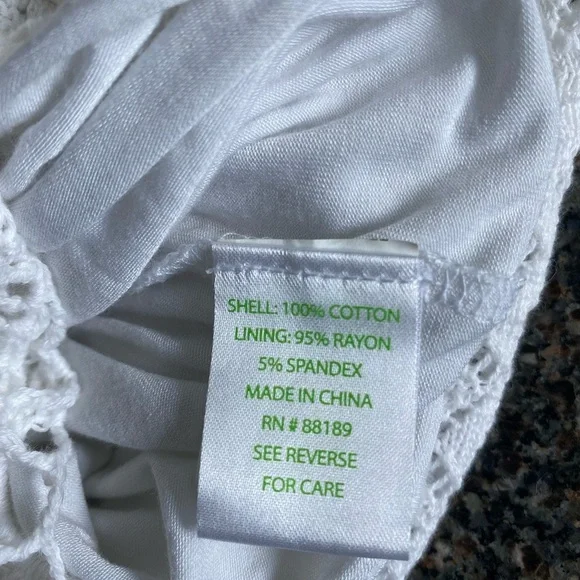 SHELL: 100% COTTON
LINING: 95% RAYON
5% SPANDEX
MADE IN CHINA
RN # 88189
SEE REVERSE
FOR CARE